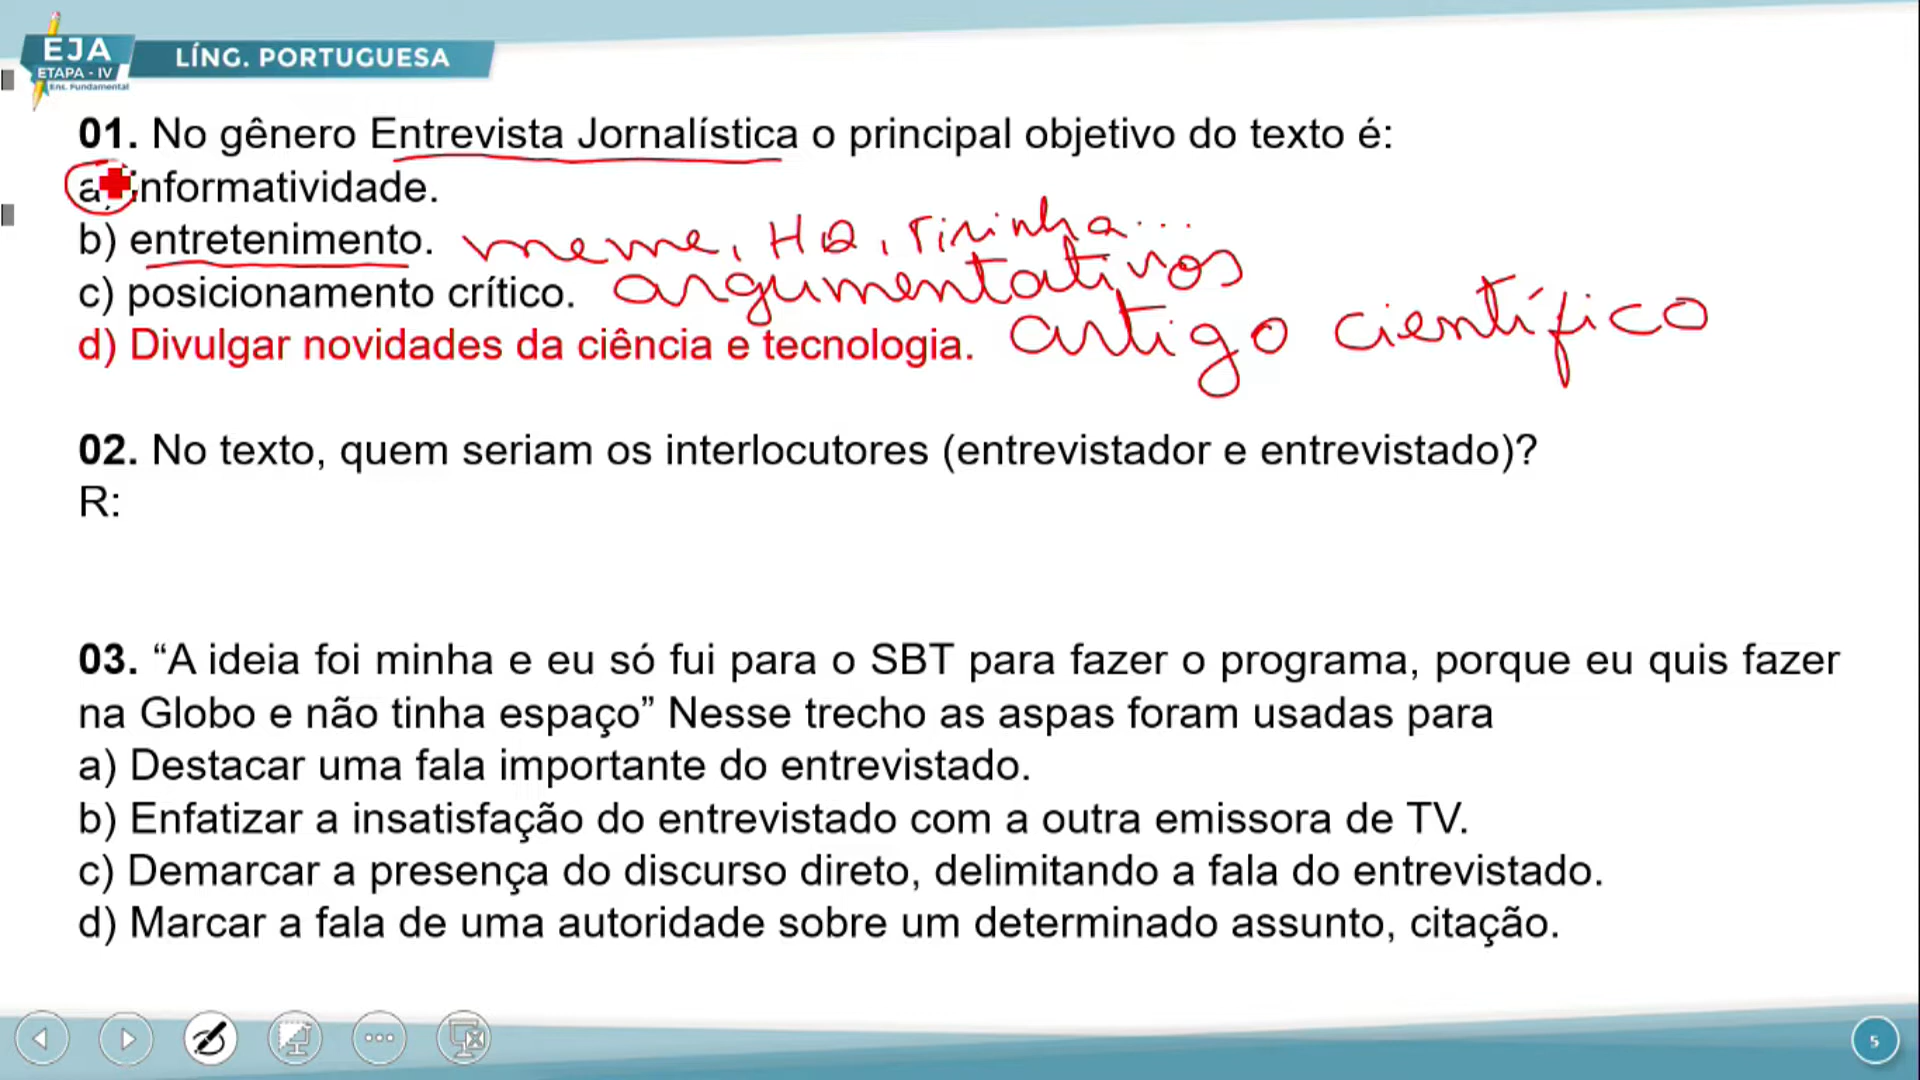 EJA
ETAPA - IV
Ens. Fundamental
LÍNG. PORTUGUESA
01. No gênero Entrevista Jornalística o principal objetivo do texto é:
a) informatividade.
b) entretenimento. meme, HQ, Tirinha...
c) posicionamento crítico. argumentativos
d) Divulgar novidades da ciência e tecnologia. artigo científico
02. No texto, quem seriam os interlocutores (entrevistador e entrevistado)?
R:
03. “A ideia foi minha e eu só fui para o SBT para fazer o programa, porque eu quis fazer
na Globo e não tinha espaço” Nesse trecho as aspas foram usadas para
a) Destacar uma fala importante do entrevistado.
b) Enfatizar a insatisfação do entrevistado com a outra emissora de TV.
c) Demarcar a presença do discurso direto, delimitando a fala do entrevistado.
d) Marcar a fala de uma autoridade sobre um determinado assunto, citação.
5